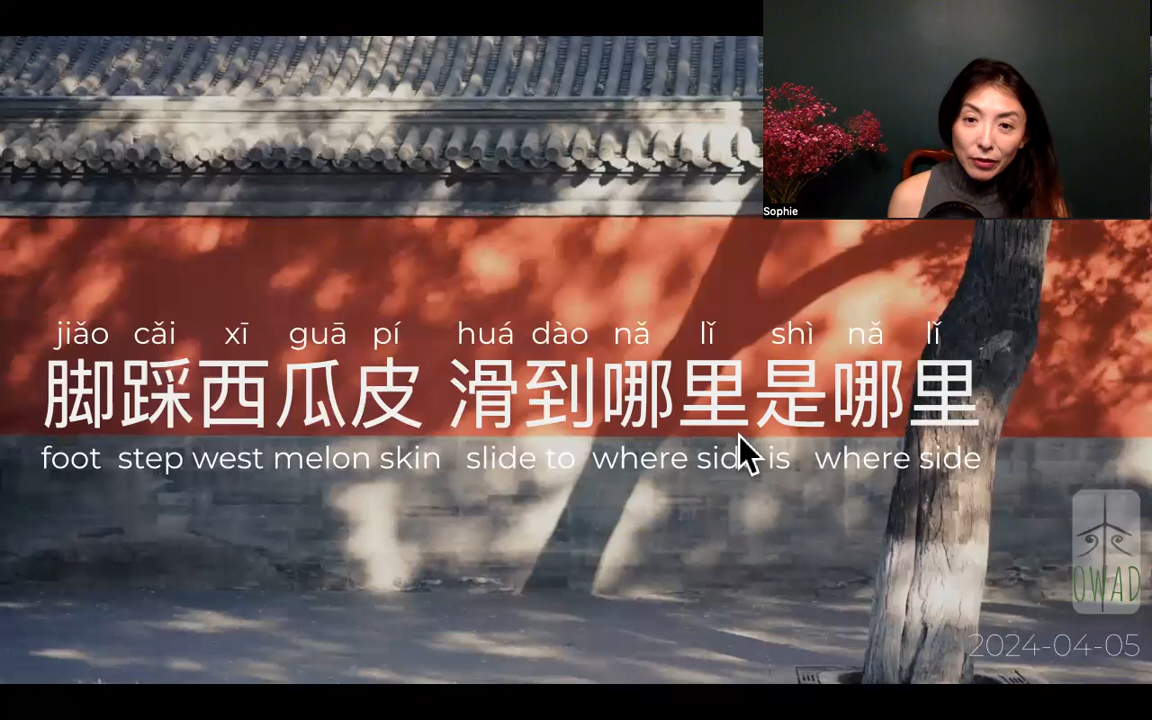 Sophie
jiǎo cǎi xī guā pí huá dào nǎ lǐ shì nǎ lǐ
脚踩西瓜皮 滑到哪里是哪里
foot step west melon skin slide to where side is where side
OWAD
2024-04-05